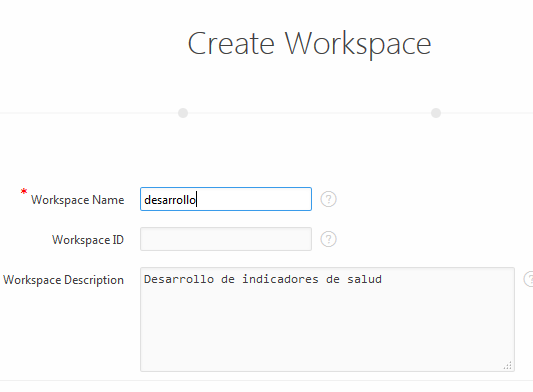 Create Workspace
* Workspace Name desarrollo ?
Workspace ID ?
Workspace Description Desarrollo de indicadores de salud ?